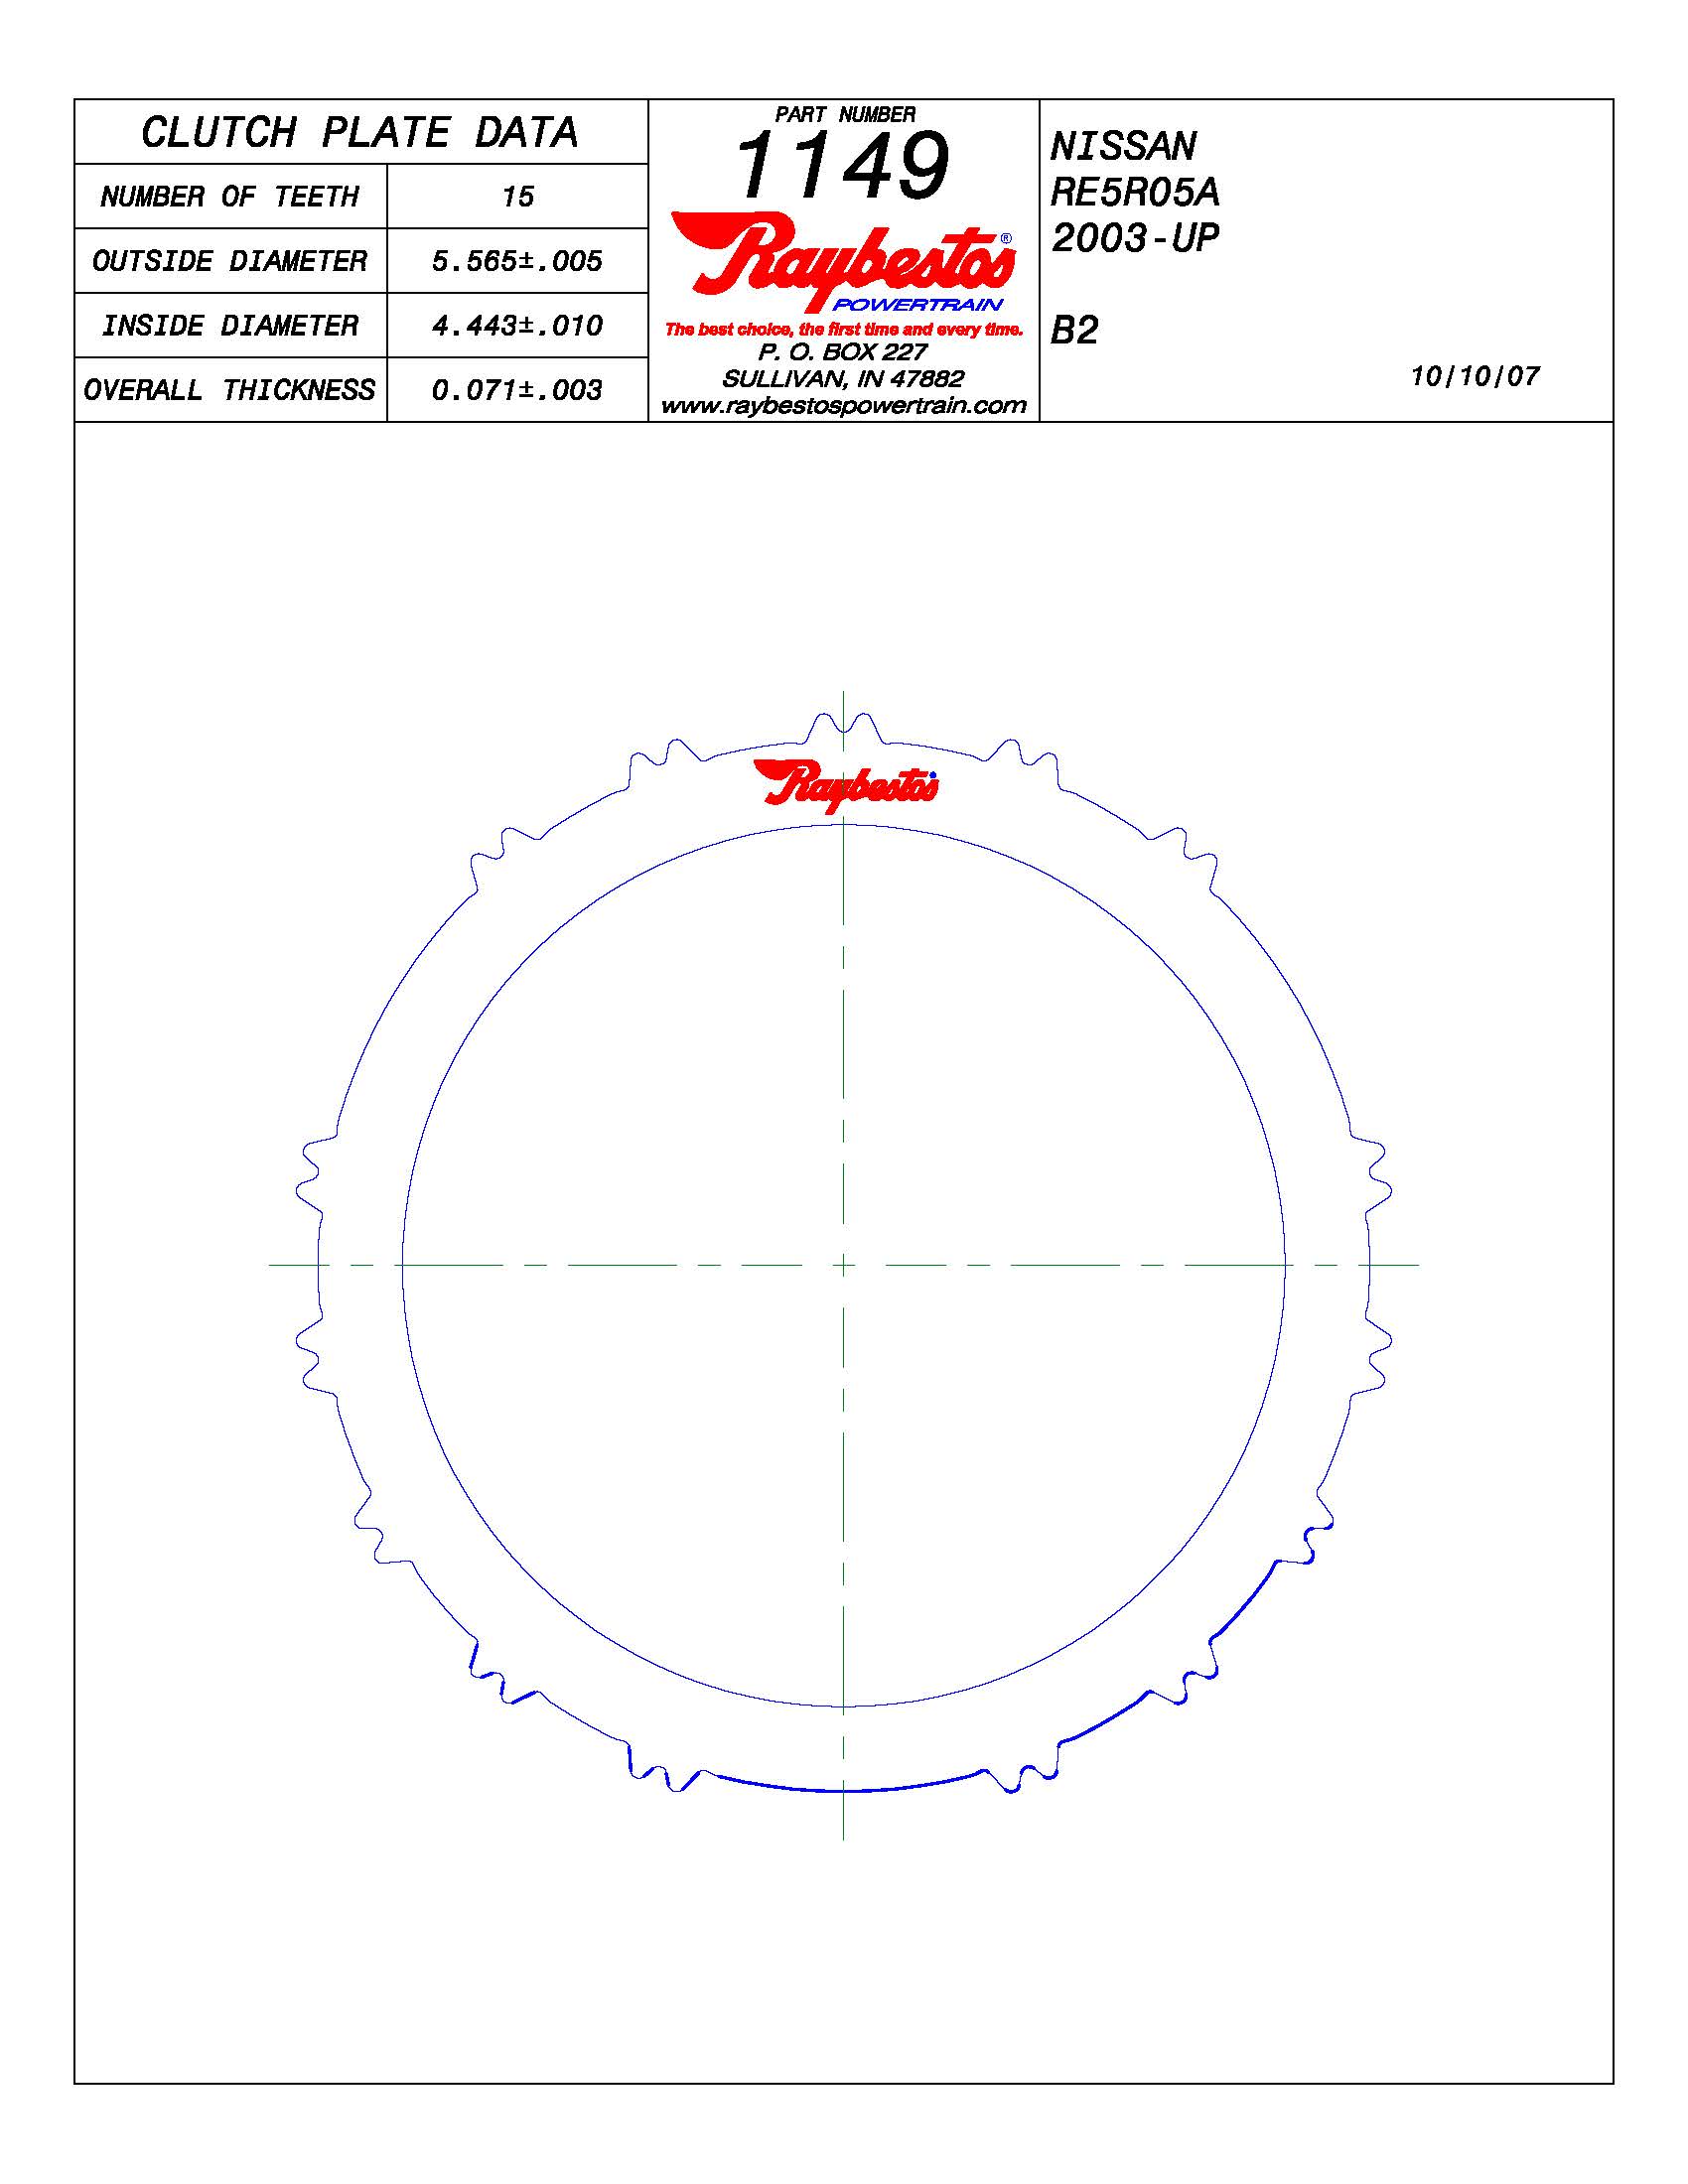 CLUTCH PLATE DATA
NUMBER OF TEETH 15
OUTSIDE DIAMETER 5.565±.005
INSIDE DIAMETER 4.443±.010
OVERALL THICKNESS 0.071±.003
PART NUMBER
1149
Raybestos®
POWERTRAIN
The best choice, the first time and every time.
P. O. BOX 227
SULLIVAN, IN 47882
www.raybestospowertrain.com
NISSAN
RE5R05A
2003-UP
B2
10/10/07
Raybestos